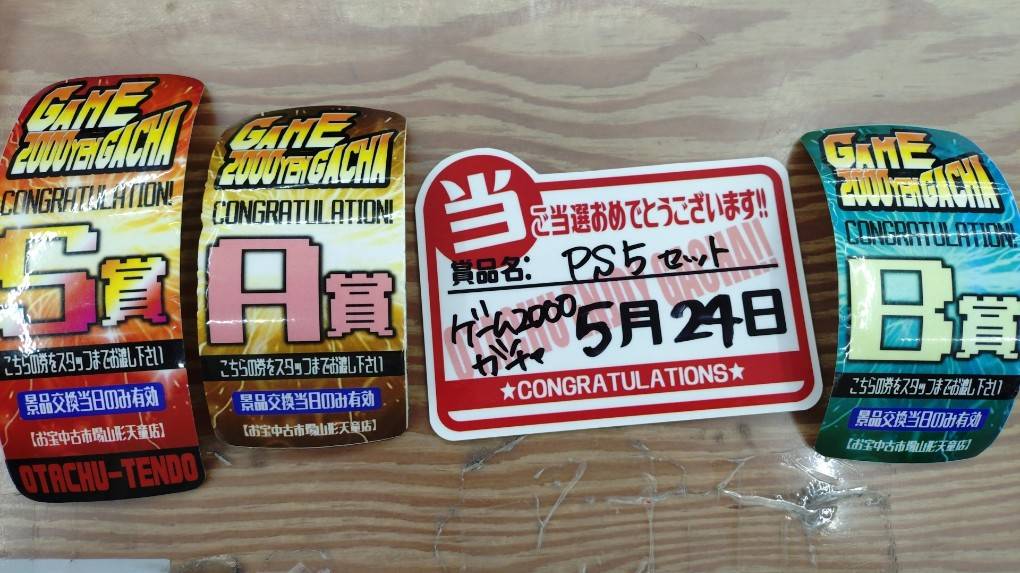 GAME
2000YEN GACHA
CONGRATULATION!
S賞
こちらの券をスタッフまでお渡し下さい
景品交換当日のみ有効
【お宝中古市場山形天童店】
OTACHU-TENDO
GAME
2000YEN GACHA
CONGRATULATION!
A賞
こちらの券をスタッフまでお渡し下さい
景品交換当日のみ有効
【お宝中古市場山形天童店】
当
ご当選おめでとうございます!!
賞品名: PS5セット
ゲーム2000
ガチャ
5月24日
★CONGRATULATIONS★
GAME
2000YEN GACHA
CONGRATULATION!
B賞
こちらの券をスタッフまでお渡し下さい
景品交換当日のみ有効
【お宝中古市場山形天童店】